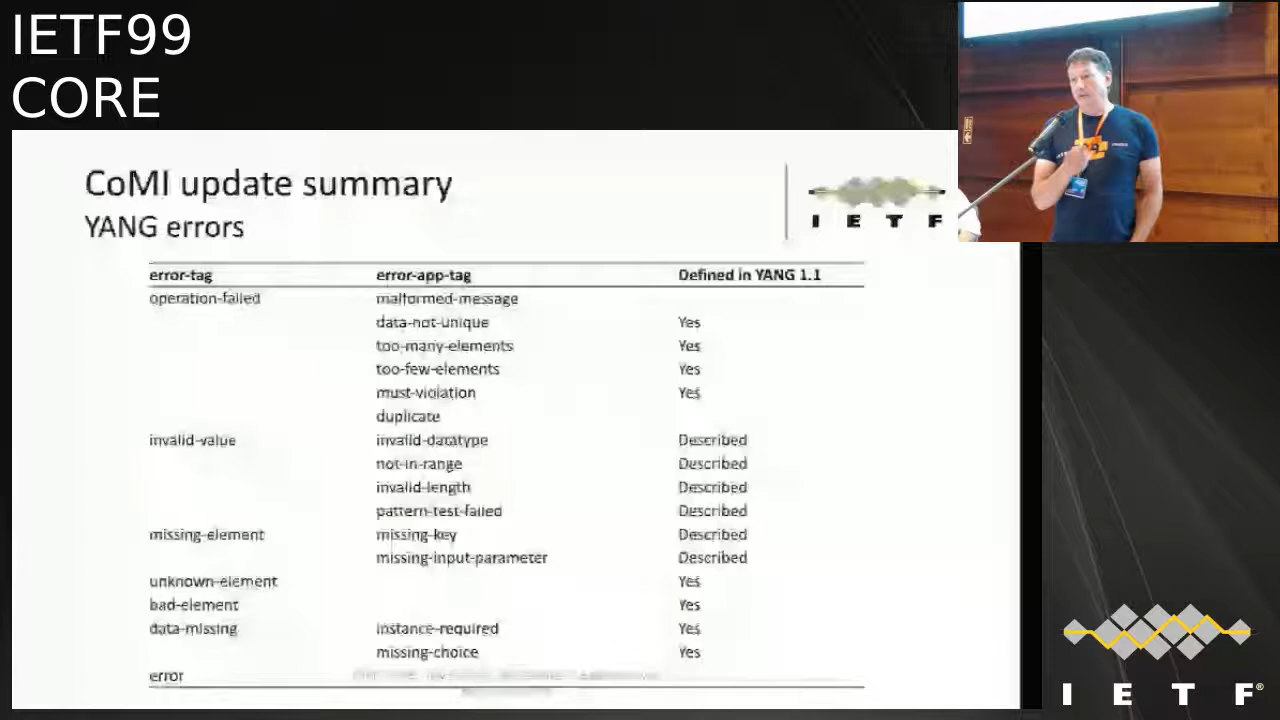 IETF99
CORE
CoMI update summary
YANG errors
I E T F
error-tag error-app-tag Defined in YANG 1.1
operation-failed malformed-message
data-not-unique Yes
too-many-elements Yes
too-few-elements Yes
must-violation Yes
duplicate
invalid-value invalid-datatype Described
not-in-range Described
invalid-length Described
pattern-test-failed Described
missing-element missing-key Described
missing-input-parameter Described
unknown-element Yes
bad-element Yes
data-missing instance-required Yes
missing-choice Yes
error
I E T F®